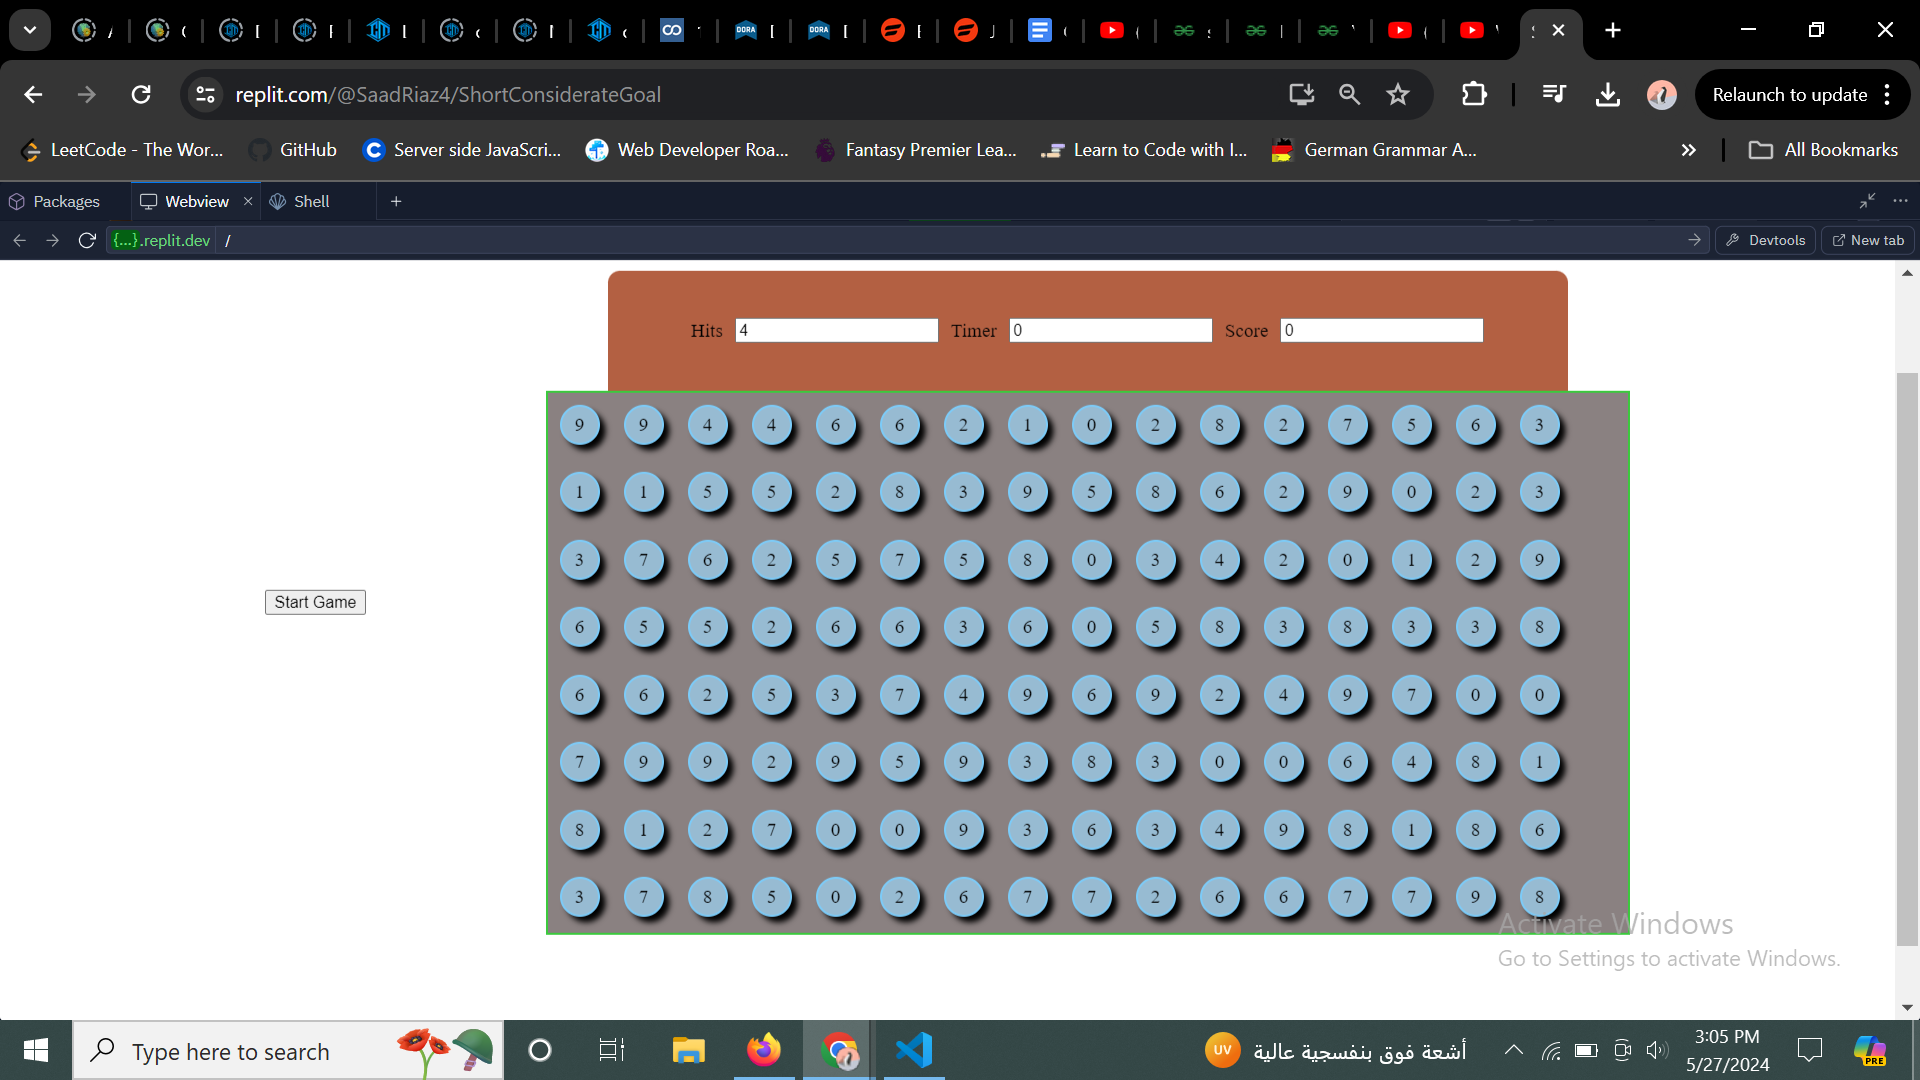 replit.com/@SaadRiaz4/ShortConsiderateGoal
Relaunch to update
LeetCode - The Wor...
GitHub
Server side JavaScri...
Web Developer Roa...
Fantasy Premier Lea...
Learn to Code with I...
German Grammar A...
All Bookmarks
Packages
Webview
Shell
{...}.replit.dev
/
Devtools
New tab
Hits 4 Timer 0 Score 0
9 9 4 4 6 6 2 1 0 2 8 2 7 5 6 3
1 1 5 5 2 8 3 9 5 8 6 2 9 0 2 3
3 7 6 2 5 7 5 8 0 3 4 2 0 1 2 9
Start Game
6 5 5 2 6 6 3 6 0 5 8 3 8 3 3 8
6 6 2 5 3 7 4 9 6 9 2 4 9 7 0 0
7 9 9 2 9 5 9 3 8 3 0 0 6 4 8 1
8 1 2 7 0 0 9 3 6 3 4 9 8 1 8 6
3 7 8 5 0 2 6 7 7 2 6 6 7 7 9 8
Activate Windows
Go to Settings to activate Windows.
Type here to search
UV
أشعة فوق بنفسجية عالية
3:05 PM
5/27/2024
PRE